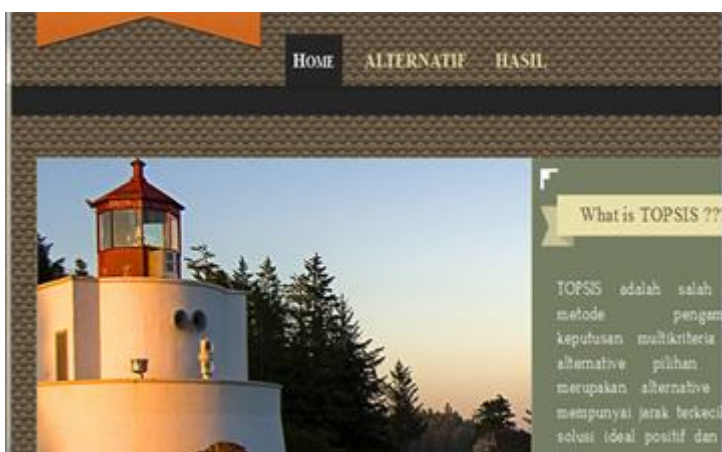 HOME ALTERNATIF HASIL
What is TOPSIS ???
TOPSIS adalah salah
metode
keputusan multikriteria
alternative pilihan
merupakan alternative
mempunyai jarak
solusi ideal positif dan